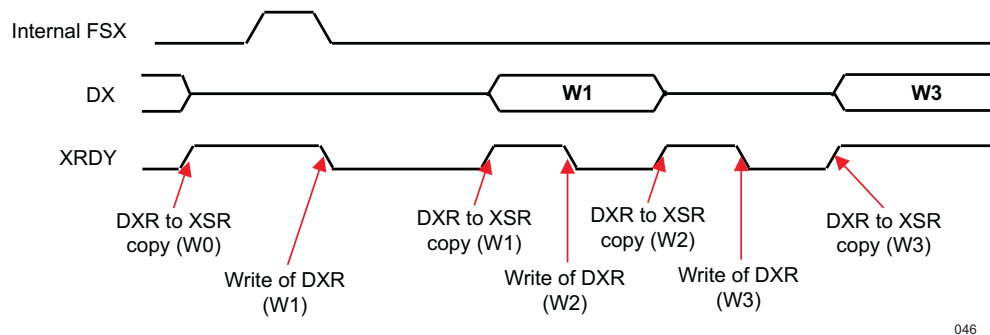 Internal FSX
DX
W1
W3
XRDY
DXR to XSR
copy (W0)
Write of DXR
(W1)
DXR to XSR
copy (W1)
Write of DXR
(W2)
DXR to XSR
copy (W2)
Write of DXR
(W3)
DXR to XSR
copy (W3)
046